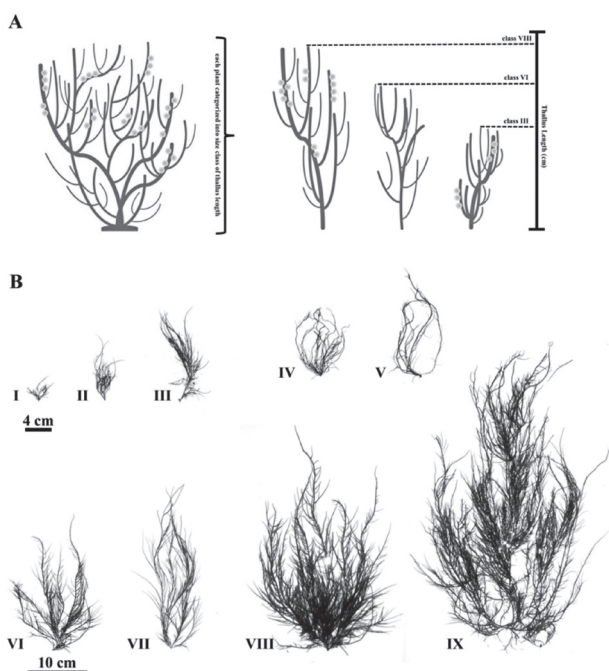 A
each plant categorized into size class of thallus
length
class VIII
class VI
class III
Thallus Length (cm)
B
I
II
III
IV
V
4 cm
VI
VII
VIII
IX
10 cm